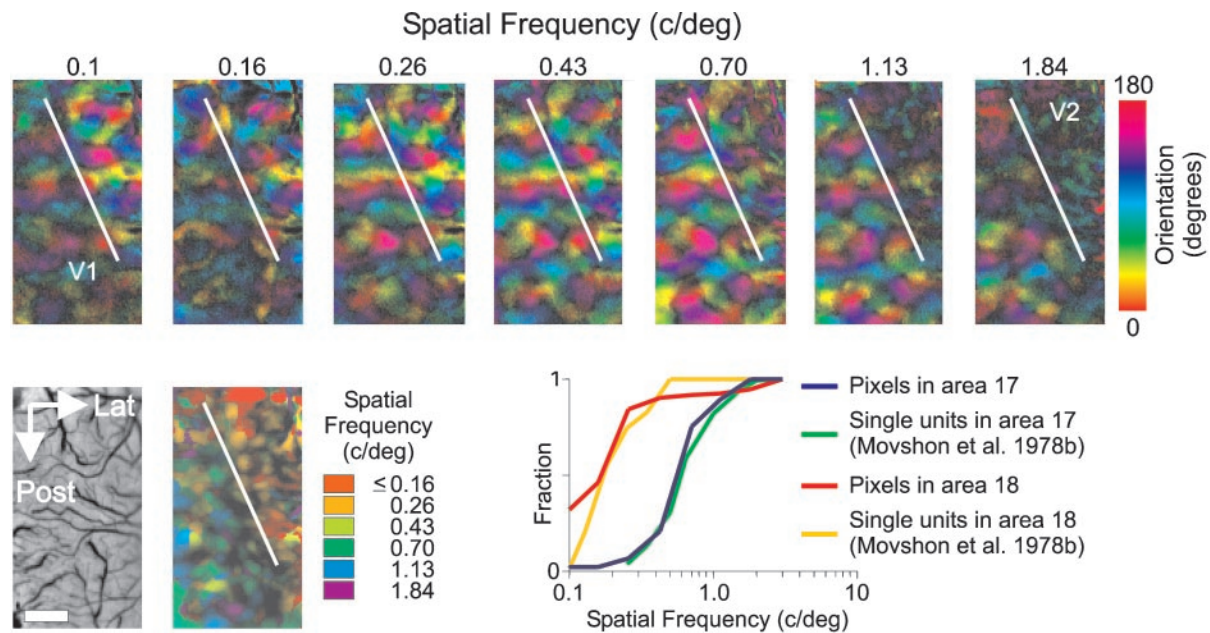 Spatial Frequency (c/deg)
0.1 0.16 0.26 0.43 0.70 1.13 1.84
V1
V2
180
Orientation
(degrees)
0
Lat
Post
Spatial
Frequency
(c/deg)
≤ 0.16
0.26
0.43
0.70
1.13
1.84
1
Fraction
0
0.1 1.0 10
Spatial Frequency (c/deg)
Pixels in area 17
Single units in area 17
(Movshon et al. 1978b)
Pixels in area 18
Single units in area 18
(Movshon et al. 1978b)